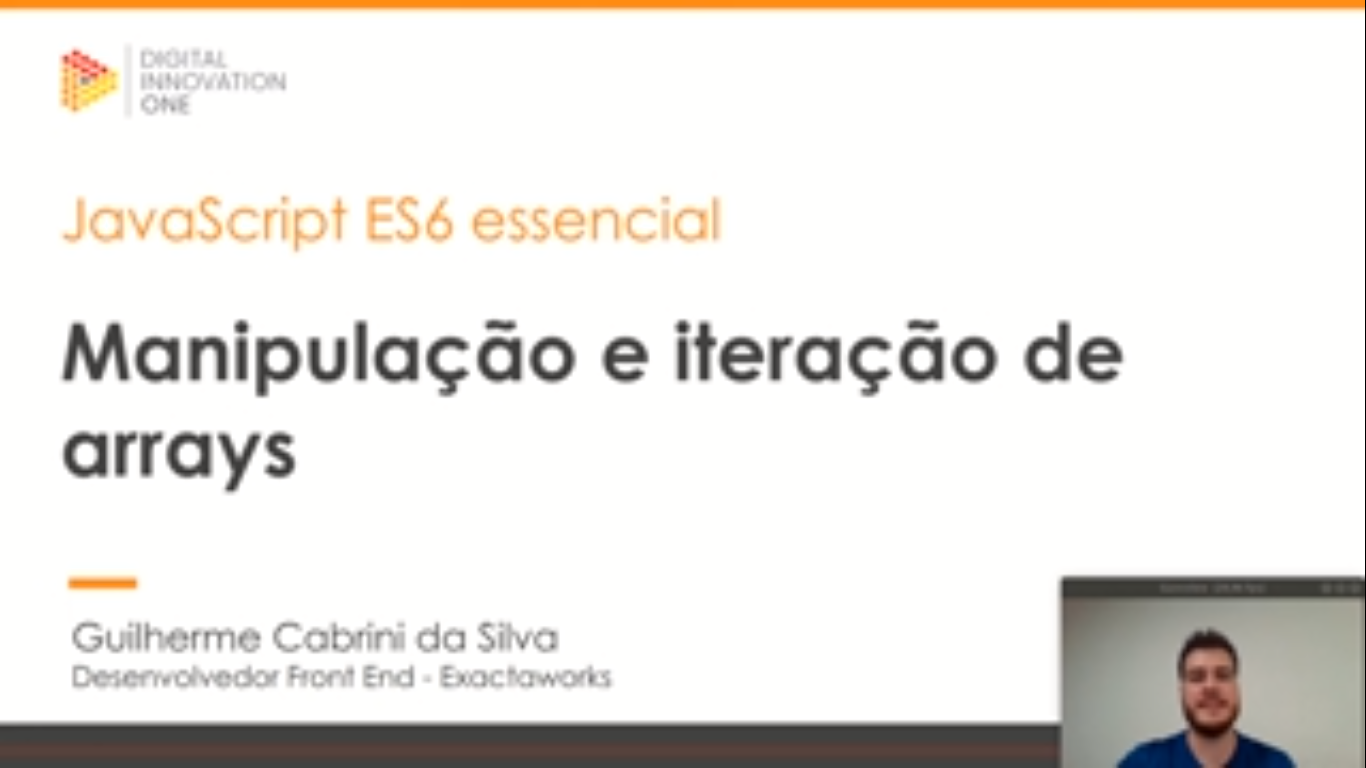 DIGITAL
INNOVATION
ONE
JavaScript ES6 essencial
Manipulação e iteração de
arrays
Guilherme Cabrini da Silva
Desenvolvedor Front End - Exactaworks